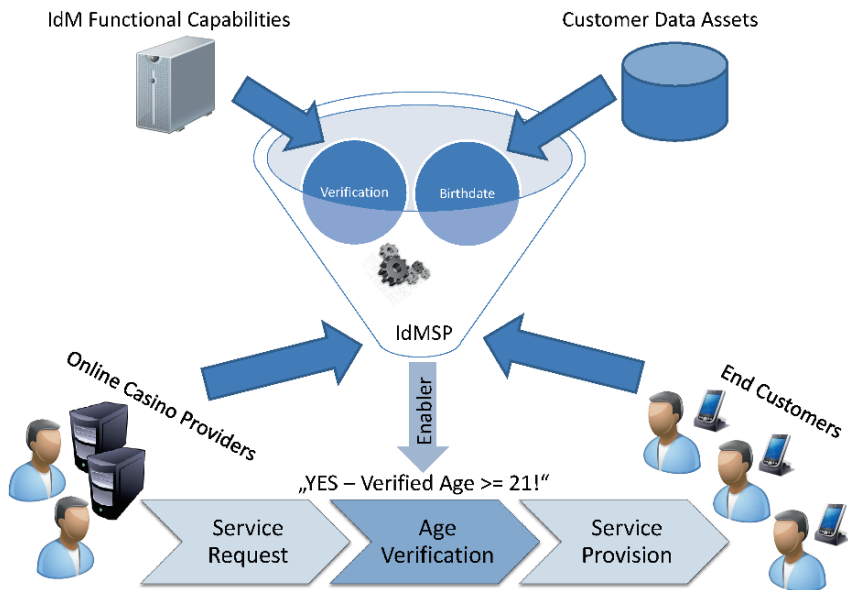 IdM Functional Capabilities
Customer Data Assets
Verification
Birthdate
IdMSP
Online Casino Providers
End Customers
Enabler
„YES – Verified Age >= 21!“
Service
Request
Age
Verification
Service
Provision